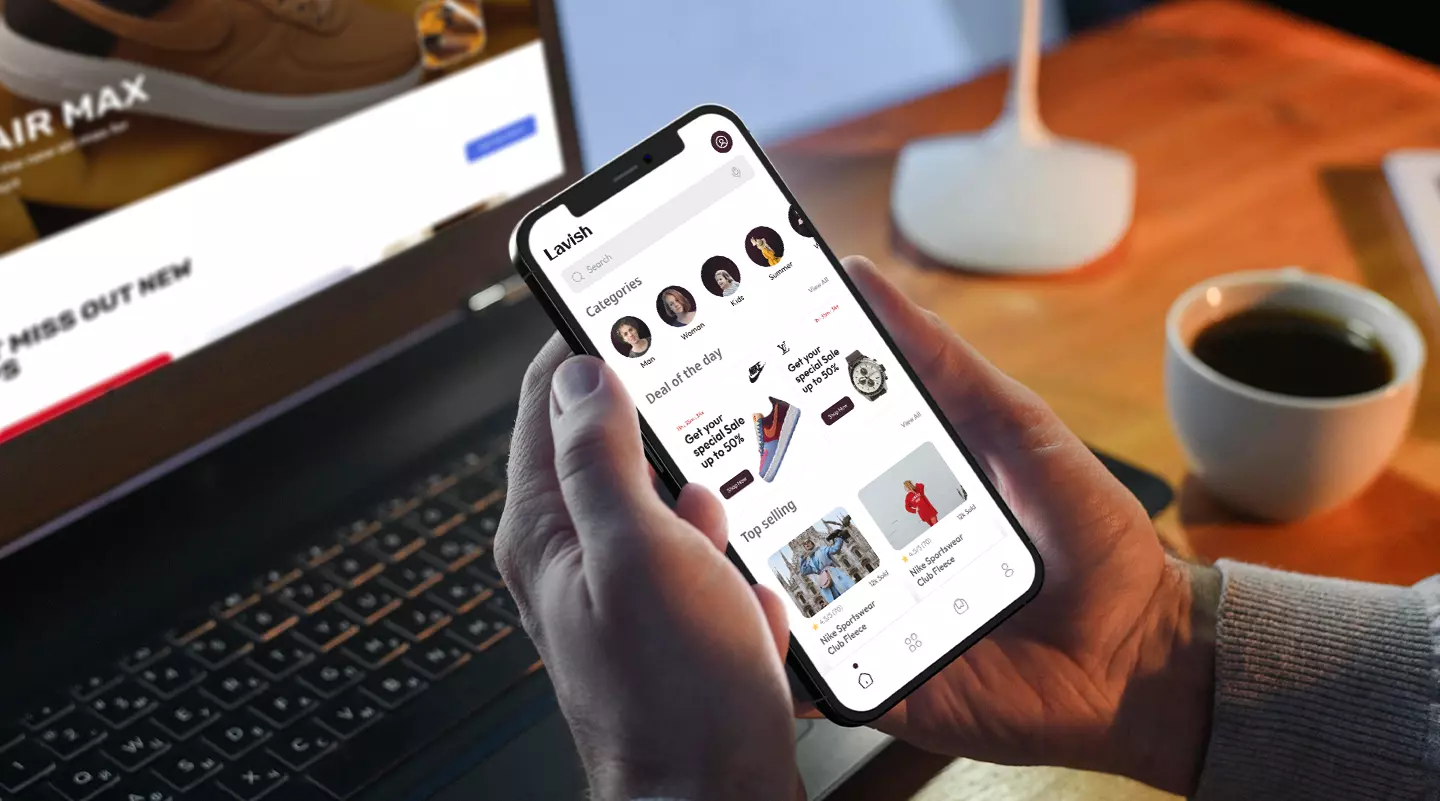 AIR MAX
MISS OUT NEW
Lavish
Search
Categories
Man
Woman
Kids
Summer
View All
Deal of the day
NIKE
Get your
special Sale
up to 50%
Shop Now
LV
Get your
special Sale
up to 50%
Shop Now
View All
Top selling
4.5/5 (70)
12k Sold
Nike Sportswear
Club Fleece
4.5/5 (70)
12k Sold
Nike Sportswear
Club Fleece